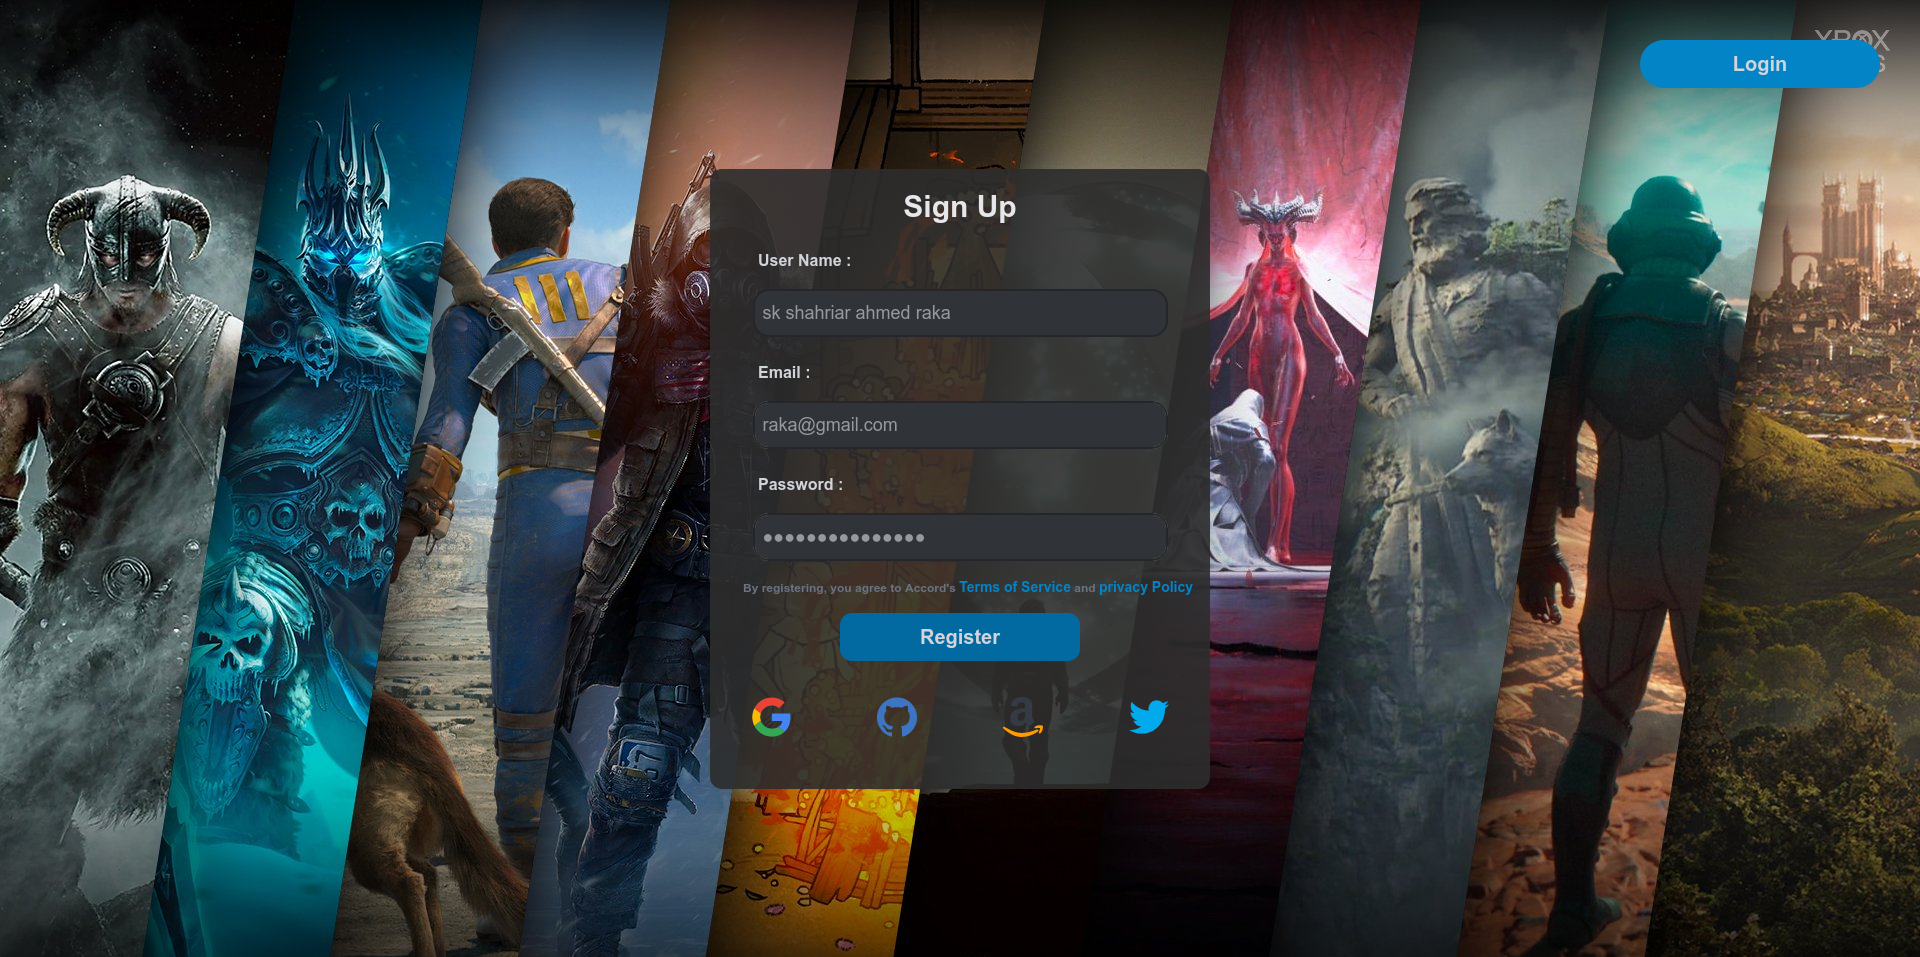 XBOX
Login
Sign Up
User Name :
sk shahriar ahmed raka
Email :
raka@gmail.com
Password :
By registering, you agree to Accord's Terms of Service and privacy Policy
Register